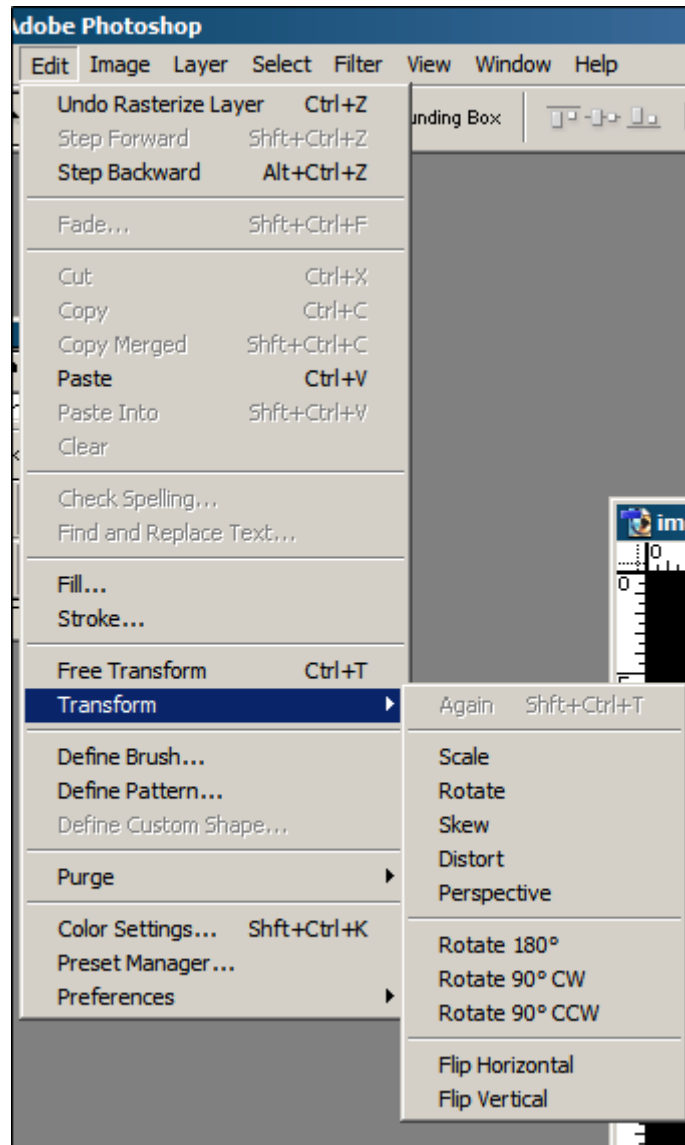 Adobe Photoshop
Edit Image Layer Select Filter View Window Help
Undo Rasterize Layer Ctrl+Z
unding Box
Step Forward Shft+Ctrl+Z
Step Backward Alt+Ctrl+Z
Fade... Shft+Ctrl+F
Cut Ctrl+X
Copy Ctrl+C
Copy Merged Shft+Ctrl+C
Paste Ctrl+V
Paste Into Shft+Ctrl+V
Clear
Check Spelling...
Find and Replace Text...
im
0
0
Fill...
Stroke...
Free Transform Ctrl+T
Transform
Again Shft+Ctrl+T
Define Brush...
Define Pattern...
Define Custom Shape...
Purge
Color Settings... Shft+Ctrl+K
Preset Manager...
Preferences
Scale
Rotate
Skew
Distort
Perspective
Rotate 180°
Rotate 90° CW
Rotate 90° CCW
Flip Horizontal
Flip Vertical